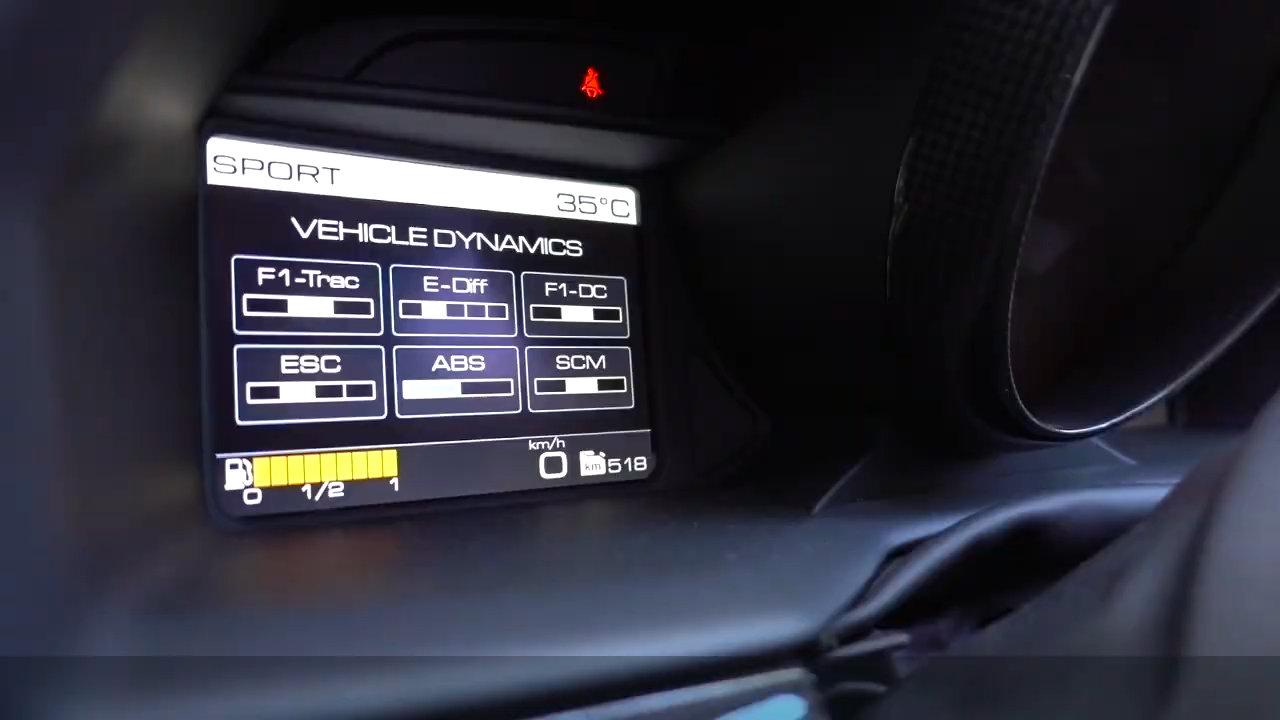 SPORT
35°C
VEHICLE DYNAMICS
F1-Trac E-Diff F1-DC
ESC ABS SCM
km/h
0 km 518
0 1/2 1